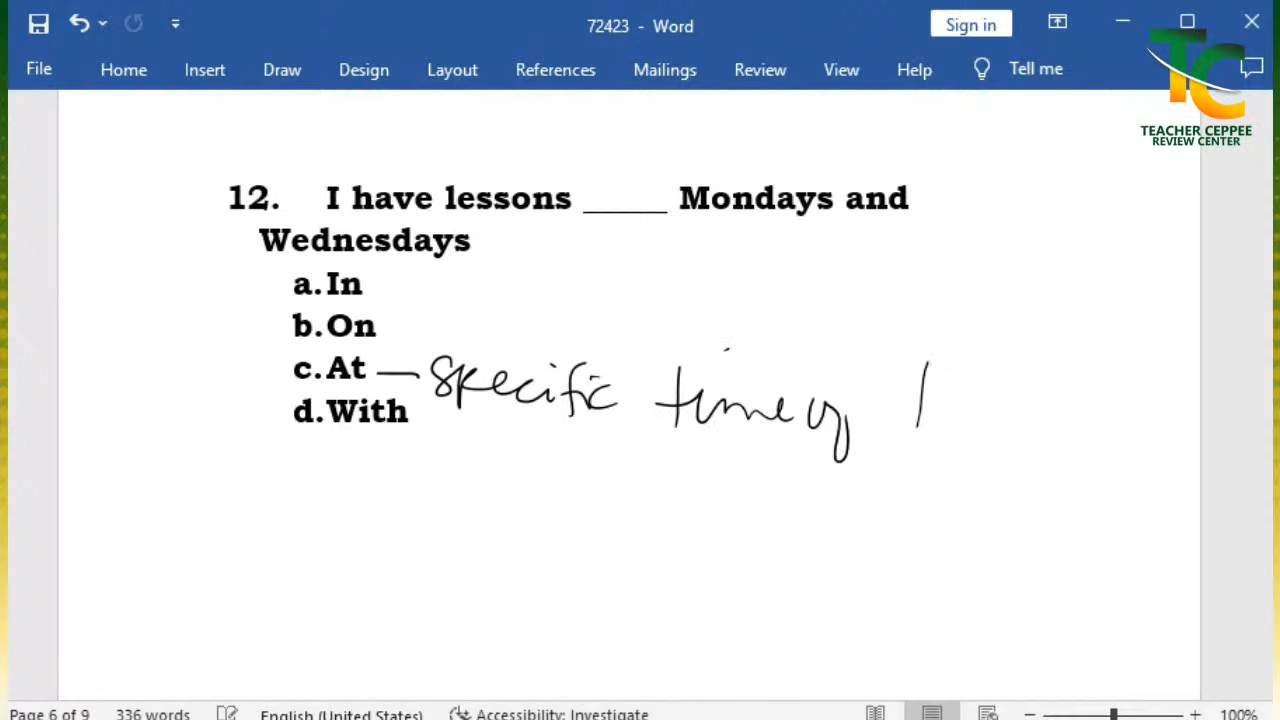 72423 - Word
Sign in
File Home Insert Draw Design Layout References Mailings Review View Help Tell me
TC
TEACHER CEPPEE
REVIEW CENTER
12. I have lessons _____ Mondays and
Wednesdays
a. In
b. On
c. At — specific time of
d. With
Page 6 of 9 336 words English (United States) Accessibility: Investigate 100%